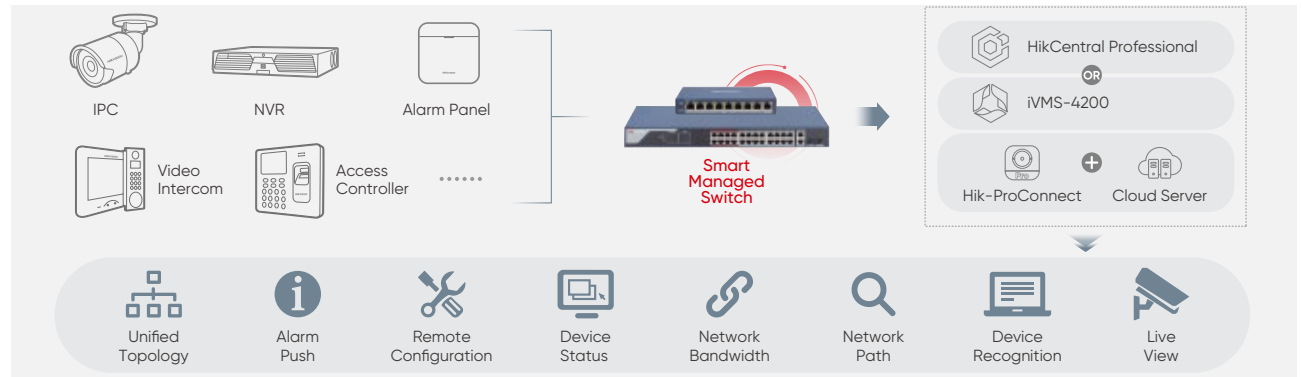 IPC
NVR
Alarm Panel
Video
Intercom
Access
Controller
......
Smart
Managed
Switch
HikCentral Professional
OR
iVMS-4200
Pro
Hik-ProConnect
Cloud Server
Unified
Topology
Alarm
Push
Remote
Configuration
Device
Status
Network
Bandwidth
Network
Path
Device
Recognition
Live
View